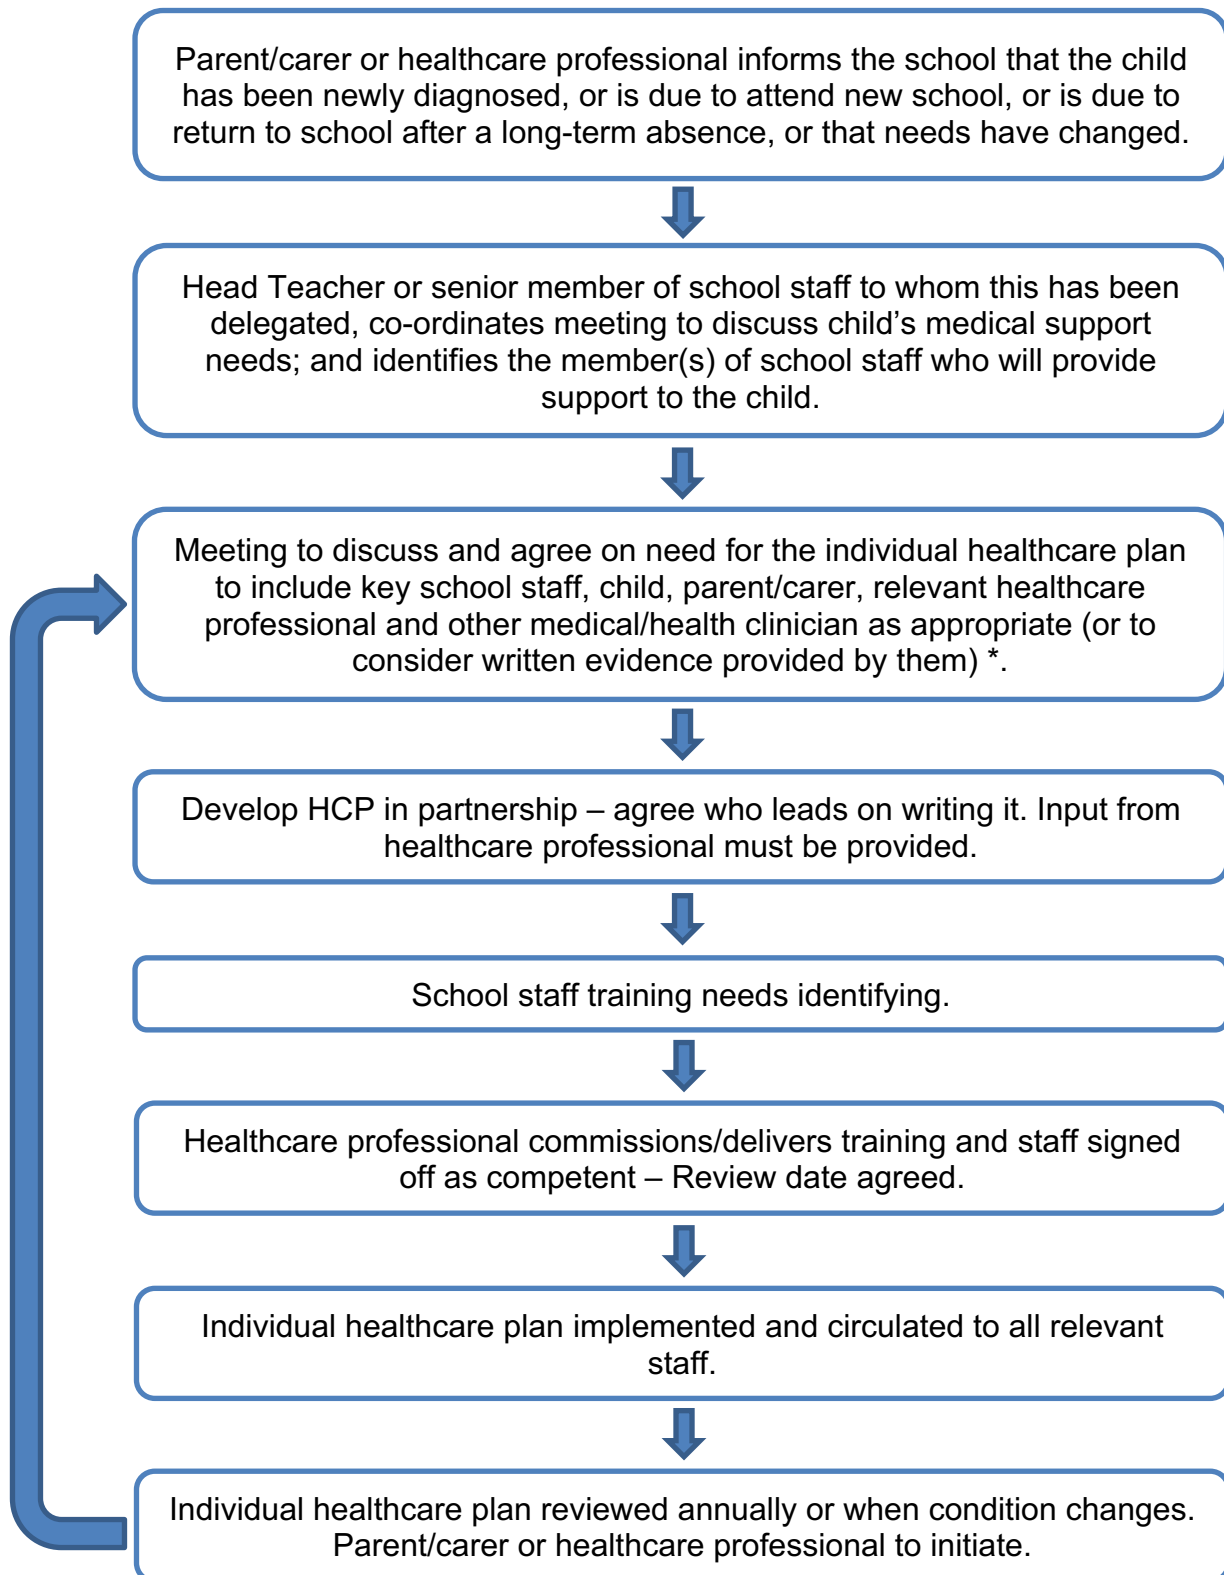 Parent/carer or healthcare professional informs the school that the child
has been newly diagnosed, or is due to attend new school, or is due to
return to school after a long-term absence, or that needs have changed.
Head Teacher or senior member of school staff to whom this has been
delegated, co-ordinates meeting to discuss child’s medical support
needs; and identifies the member(s) of school staff who will provide
support to the child.
Meeting to discuss and agree on need for the individual healthcare plan
to include key school staff, child, parent/carer, relevant healthcare
professional and other medical/health clinician as appropriate (or to
consider written evidence provided by them) *.
Develop HCP in partnership – agree who leads on writing it. Input from
healthcare professional must be provided.
School staff training needs identifying.
Healthcare professional commissions/delivers training and staff signed
off as competent – Review date agreed.
Individual healthcare plan implemented and circulated to all relevant
staff.
Individual healthcare plan reviewed annually or when condition changes.
Parent/carer or healthcare professional to initiate.